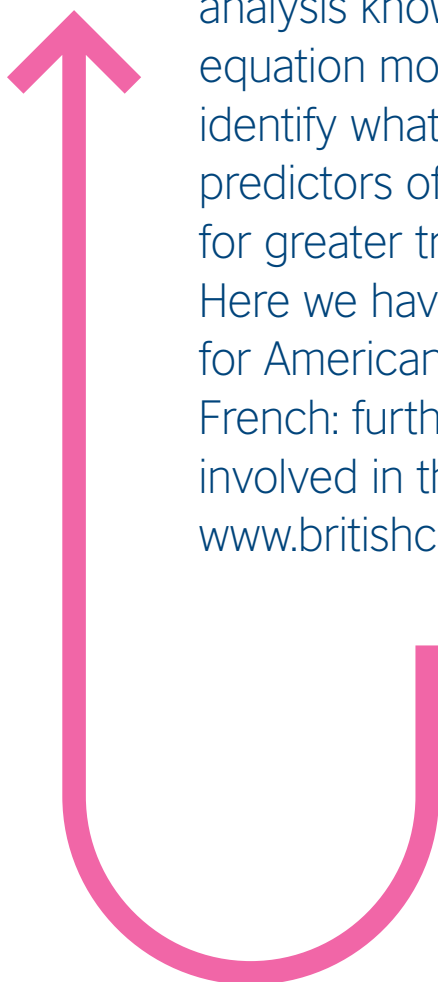 analysis know
equation mo
identify what
predictors of
for greater tr
Here we hav
for American
French: furth
involved in th
www.britishc